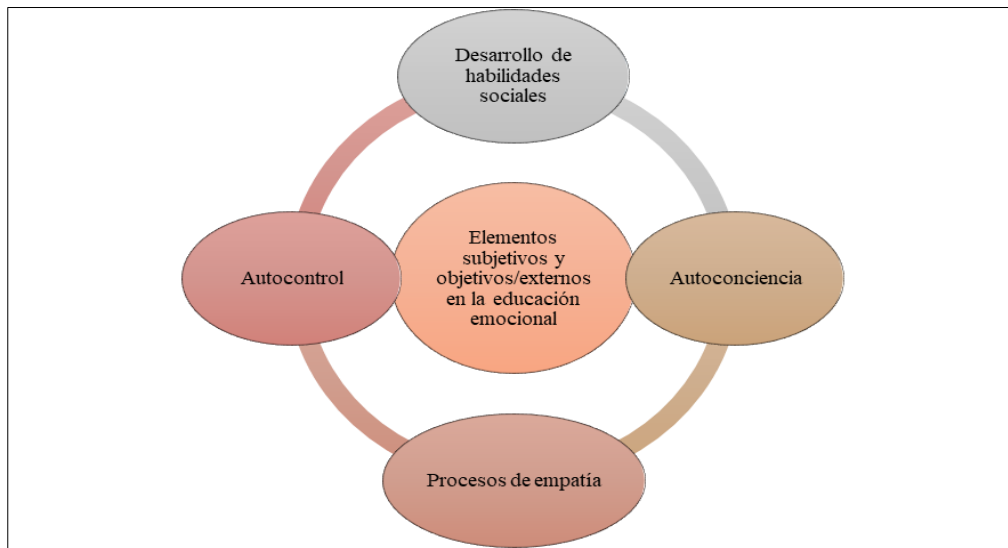 Desarrollo de
habilidades
sociales
Autocontrol
Elementos
subjetivos y
objetivos/externos
en la educación
emocional
Autoconciencia
Procesos de empatía